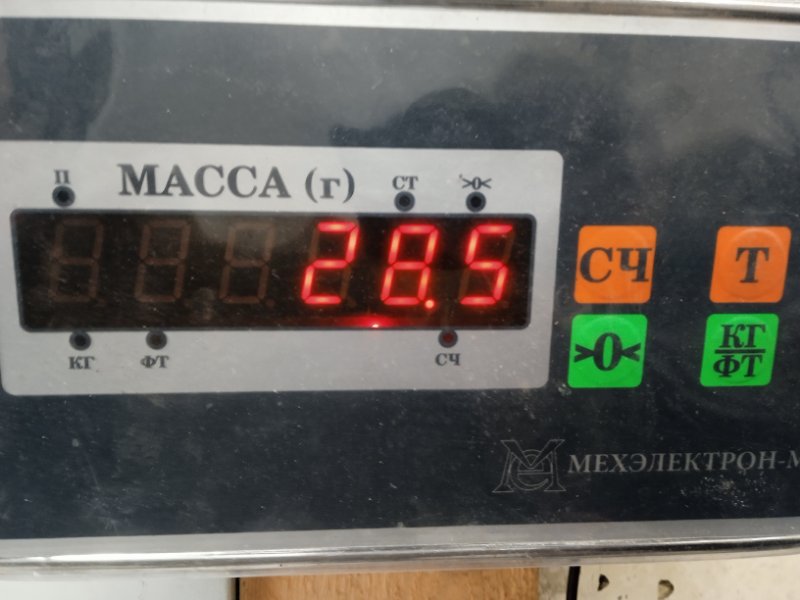 П МАССА (г) СТ >0<
28.5
КГ ФТ СЧ
СЧ Т
>0< КГ/ФТ
МЕХЭЛЕКТРОН-М